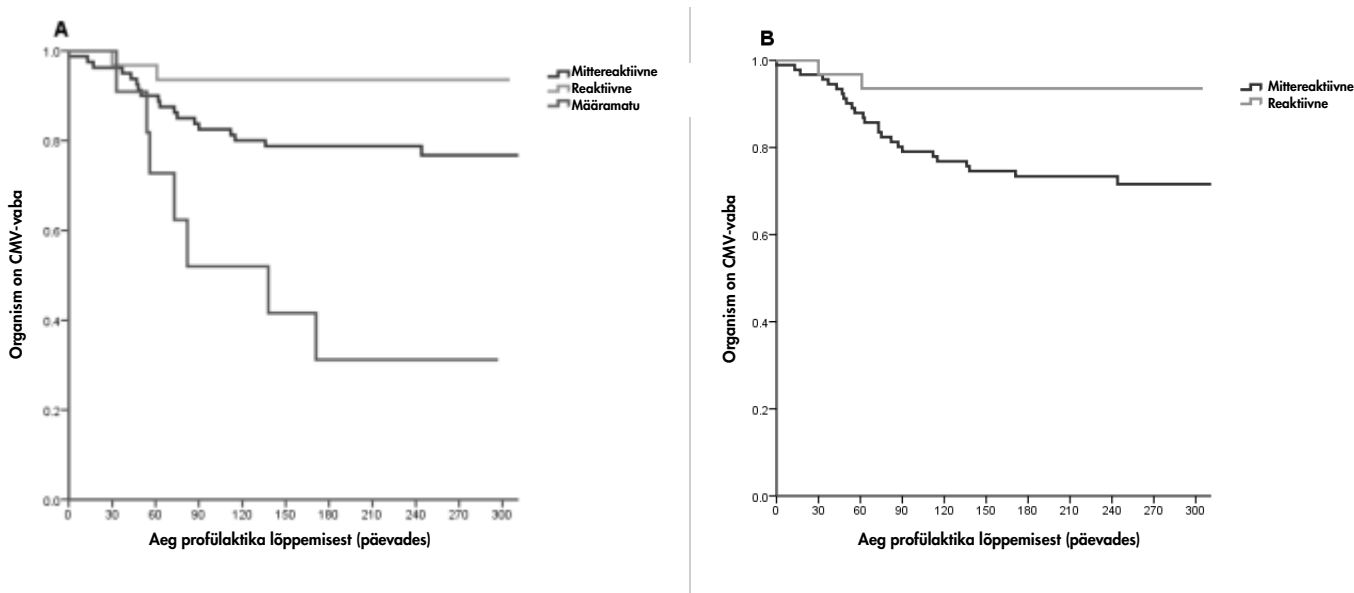 A
1.0
0.8
0.6
0.4
0.2
0.0
Organism on CMV-vaba
0 30 60 90 120 150 180 210 240 270 300
Aeg profülaktika lõppemisest (päevades)
Mittereaktiivne
Reaktiivne
Määramatu
B
1.0
0.8
0.6
0.4
0.2
0.0
Organism on CMV-vaba
0 30 60 90 120 150 180 210 240 270 300
Aeg profülaktika lõppemisest (päevades)
Mittereaktiivne
Reaktiivne